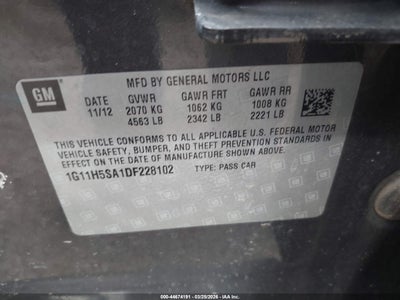 GM
MFD BY GENERAL MOTORS LLC
DATE GVWR GAWR FRT GAWR RR
11/12 2070 KG 1062 KG 1008 KG
4563 LB 2342 LB 2221 LB
THIS VEHICLE CONFORMS TO ALL APPLICABLE U.S. FEDERAL MOTOR
VEHICLE SAFETY, BUMPER, AND THEFT PREVENTION STANDARDS IN
EFFECT ON THE DATE OF MANUFACTURE SHOWN ABOVE.
1G11H5SA1DF228102 TYPE: PASS CAR
000-44674191 | 03/29/2026 | IAAI.COM